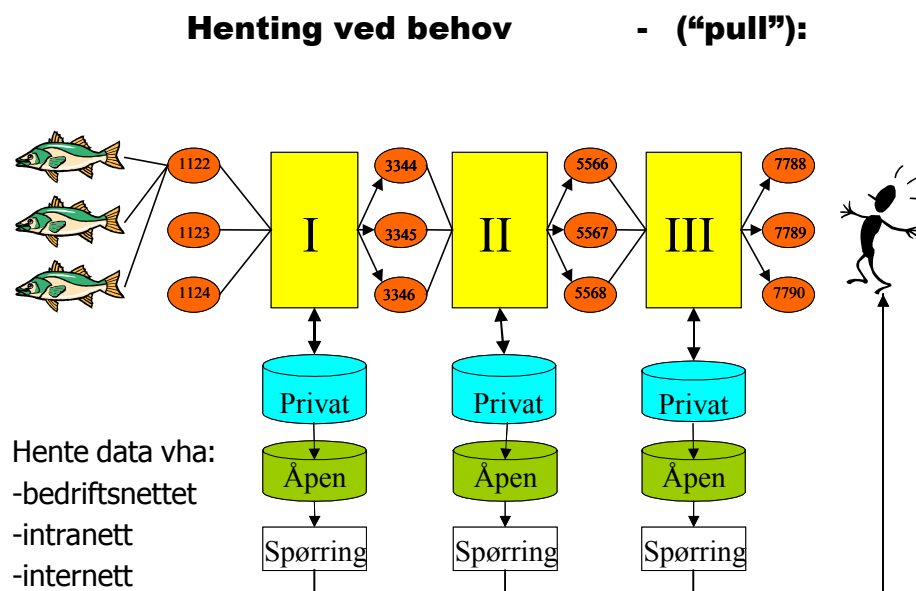 Henting ved behov - (“pull”):
1122
1123
1124
I
3344
3345
3346
II
5566
5567
5568
III
7788
7789
7790
Privat
Privat
Privat
Åpen
Åpen
Åpen
Spørring
Spørring
Spørring
Hente data vha:
-bedriftsnettet
-intranett
-internett